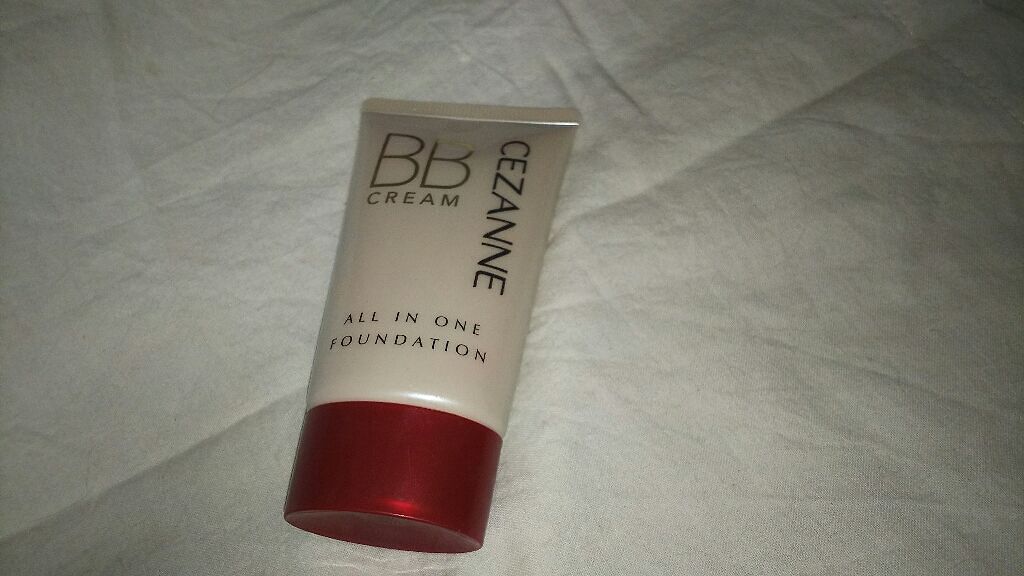 BB
CREAM
CEZANNE
ALL IN ONE
FOUNDATION